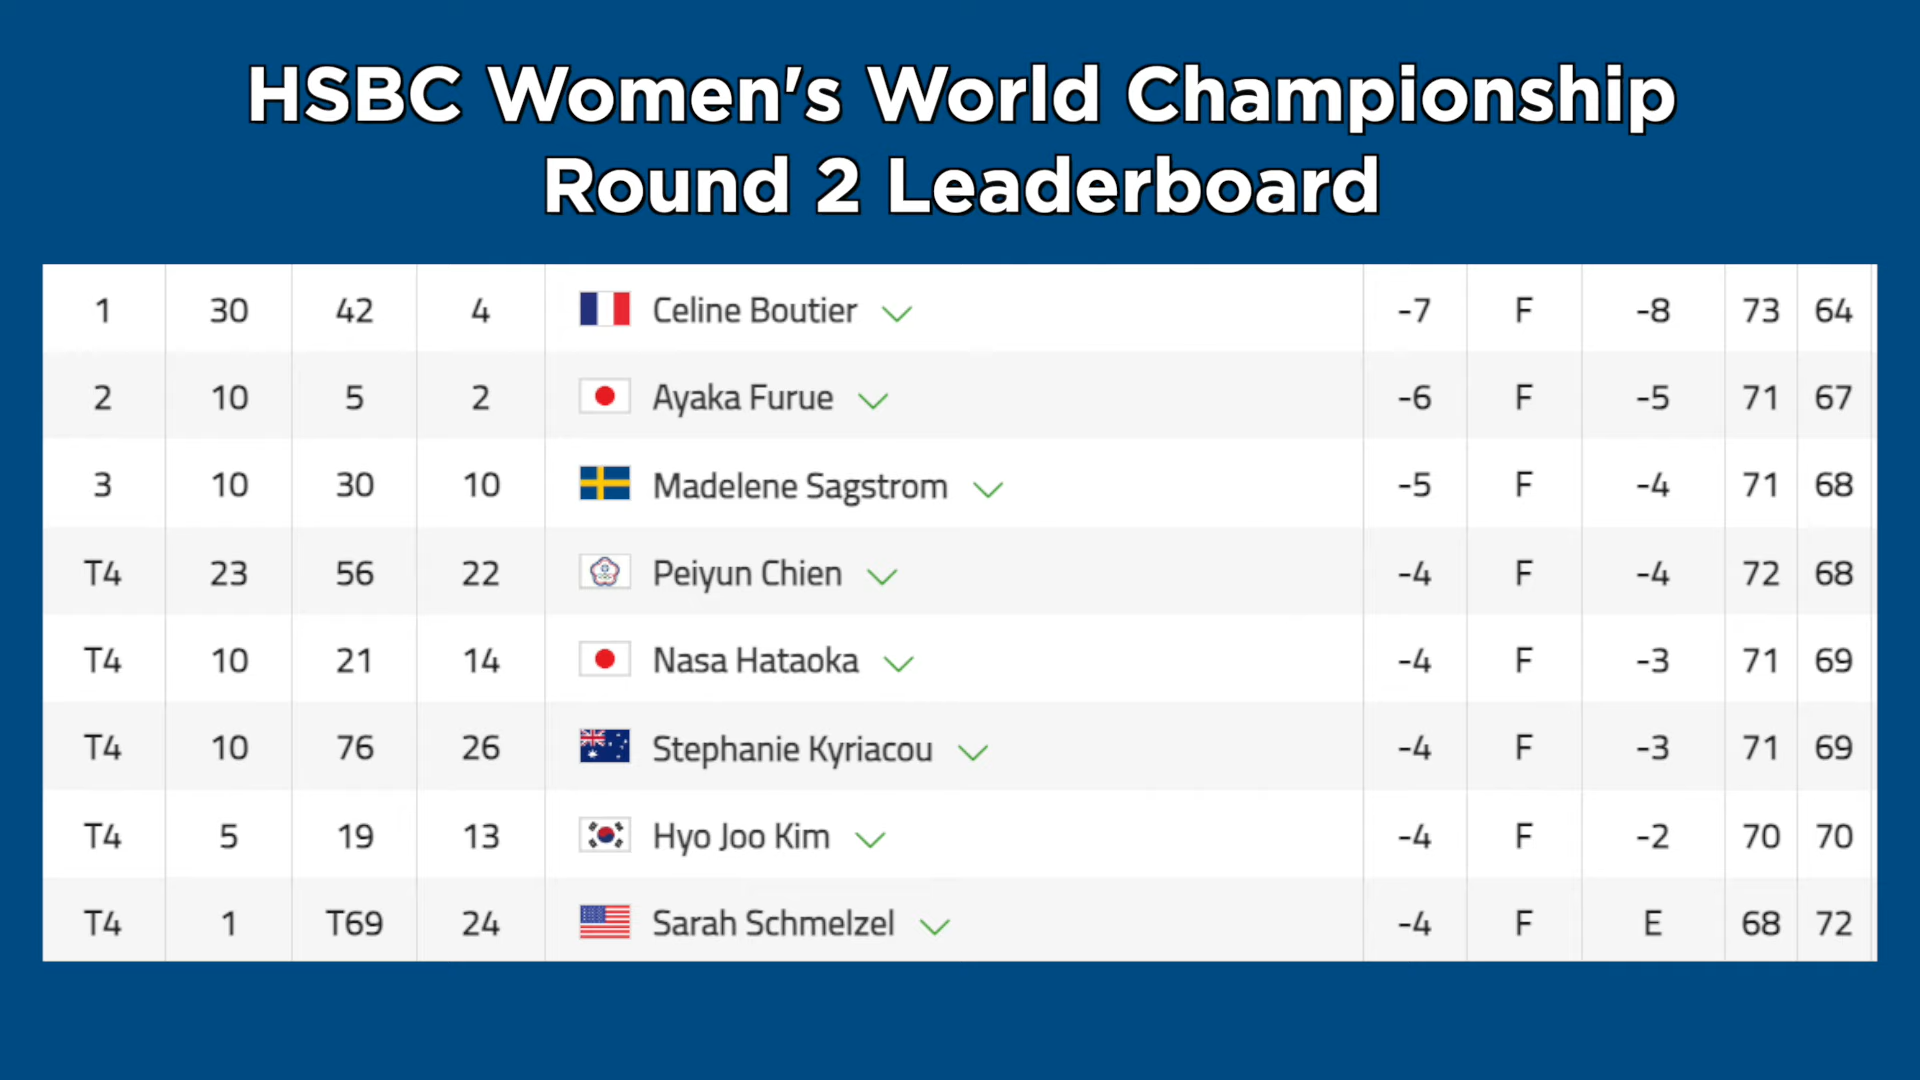 HSBC Women's World Championship
Round 2 Leaderboard
1 30 42 4 Celine Boutier -7 F -8 73 64
2 10 5 2 Ayaka Furue -6 F -5 71 67
3 10 30 10 Madelene Sagstrom -5 F -4 71 68
T4 23 56 22 Peiyun Chien -4 F -4 72 68
T4 10 21 14 Nasa Hataoka -4 F -3 71 69
T4 10 76 26 Stephanie Kyriacou -4 F -3 71 69
T4 5 19 13 Hyo Joo Kim -4 F -2 70 70
T4 1 T69 24 Sarah Schmelzel -4 F E 68 72